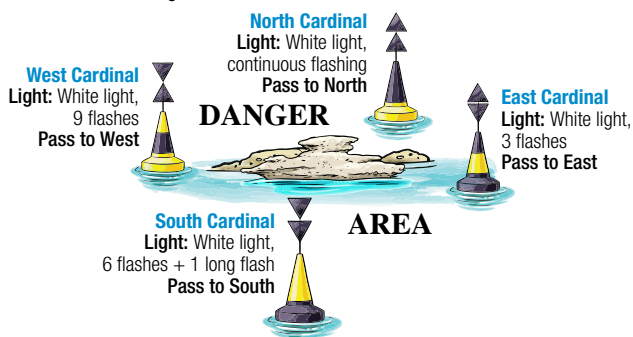 North Cardinal
Light: White light,
continuous flashing
Pass to North
West Cardinal
Light: White light,
9 flashes
Pass to West
DANGER
East Cardinal
Light: White light,
3 flashes
Pass to East
South Cardinal
Light: White light,
6 flashes + 1 long flash
Pass to South
AREA